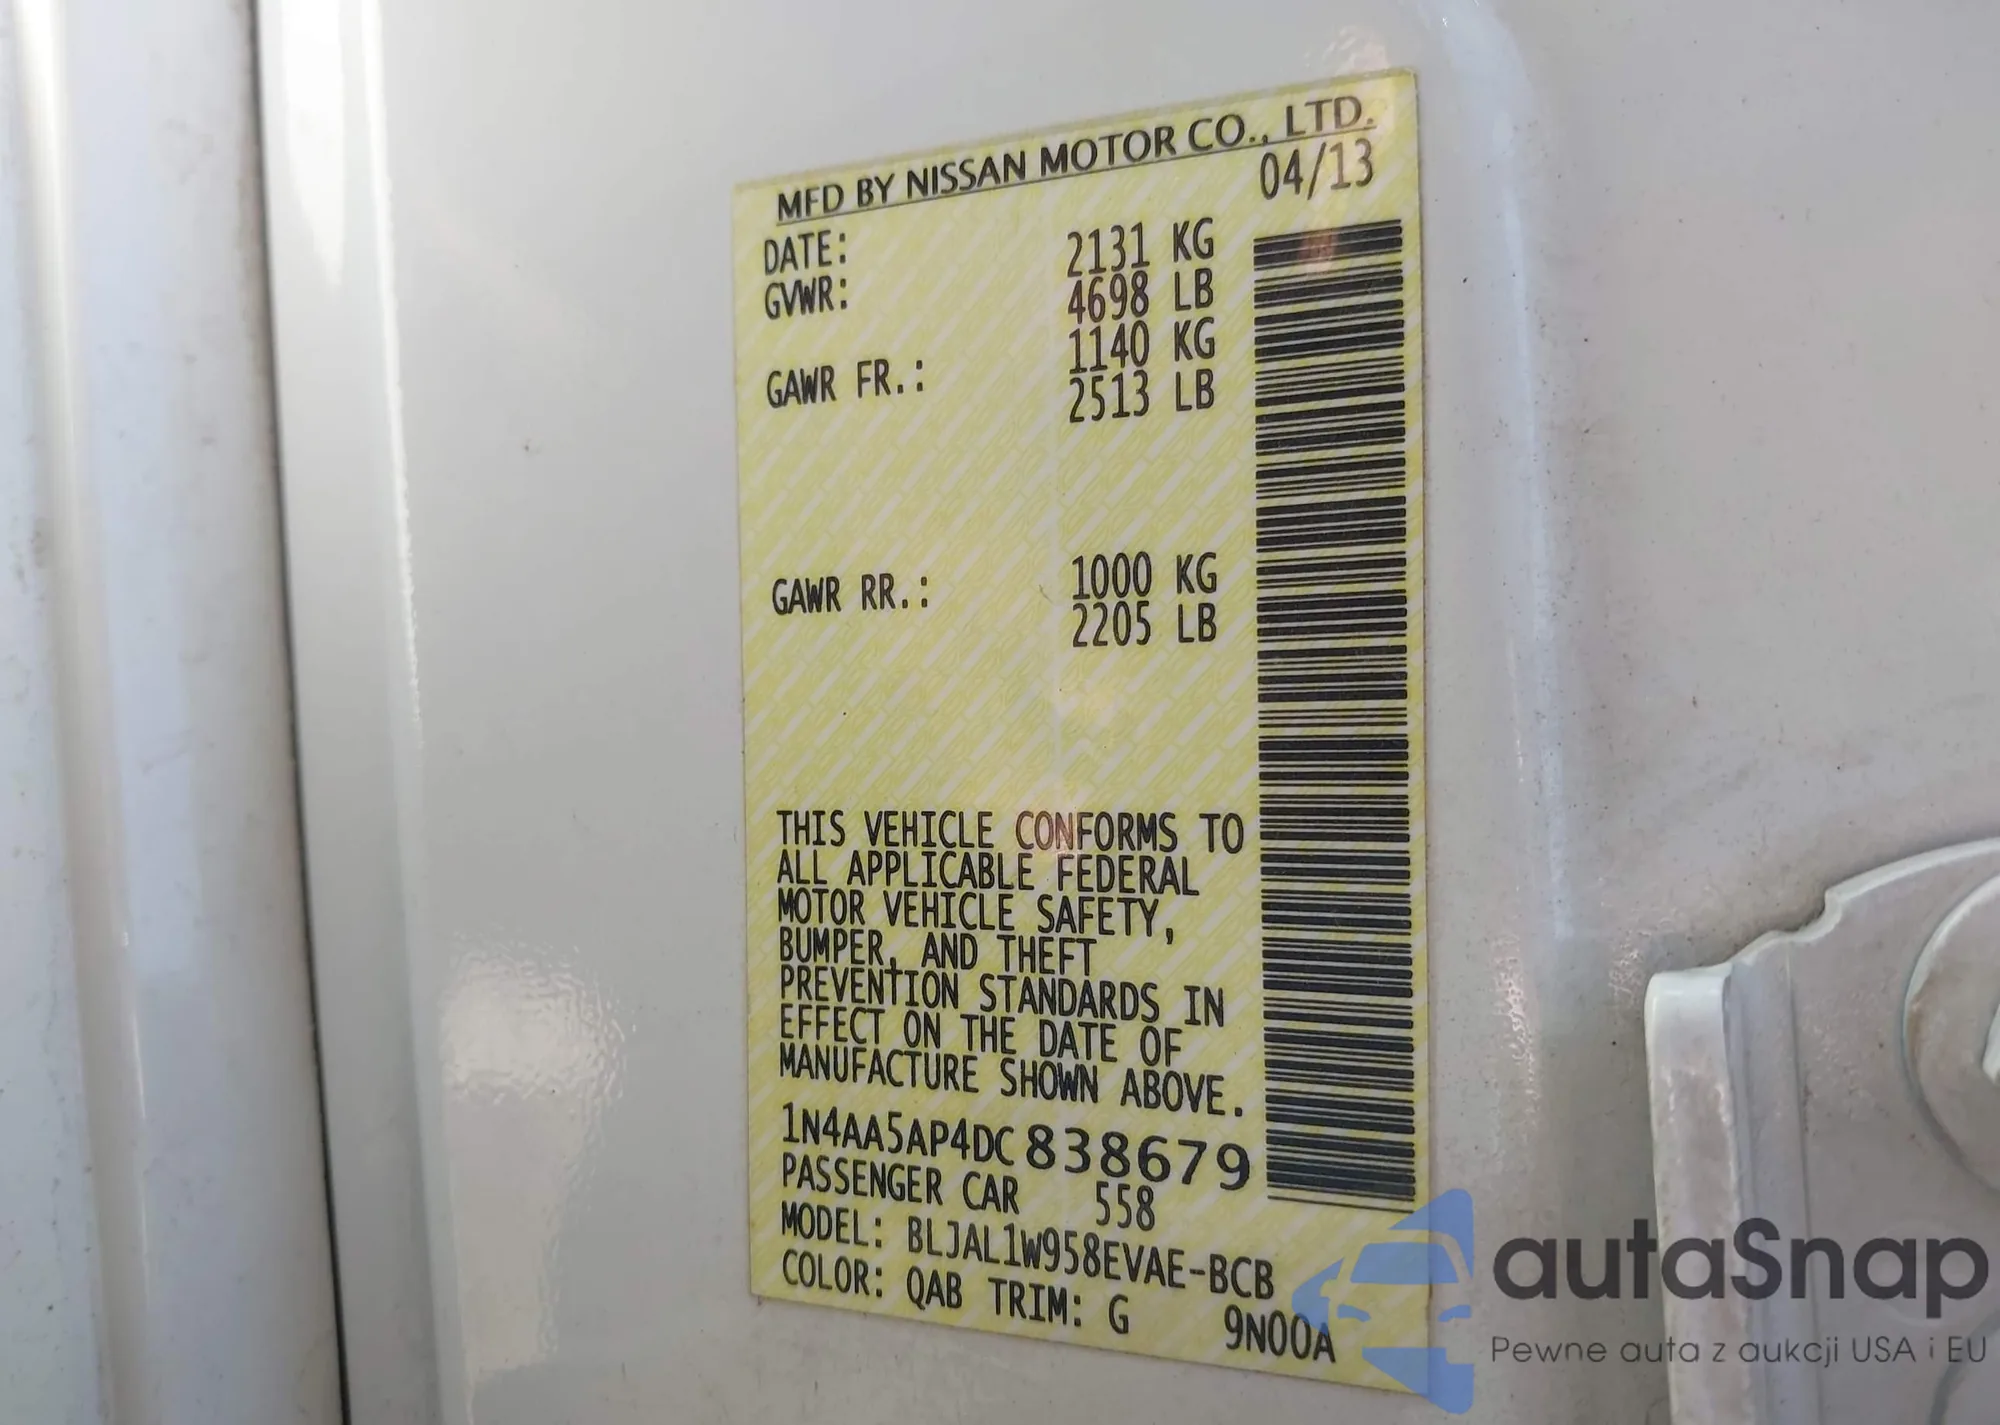 MFD BY NISSAN MOTOR CO., LTD.
DATE: 04/13
GVWR: 2131 KG
4698 LB
GAWR FR.: 1140 KG
2513 LB
GAWR RR.: 1000 KG
2205 LB
THIS VEHICLE CONFORMS TO
ALL APPLICABLE FEDERAL
MOTOR VEHICLE SAFETY,
BUMPER, AND THEFT
PREVENTION STANDARDS IN
EFFECT ON THE DATE OF
MANUFACTURE SHOWN ABOVE.
1N4AA5AP4DC838679
PASSENGER CAR 558
MODEL: BLJAL1W958EVAE-BCB
COLOR: QAB TRIM: G 9N00A
autaSnap
Pewne auta z aukcji USA i EU